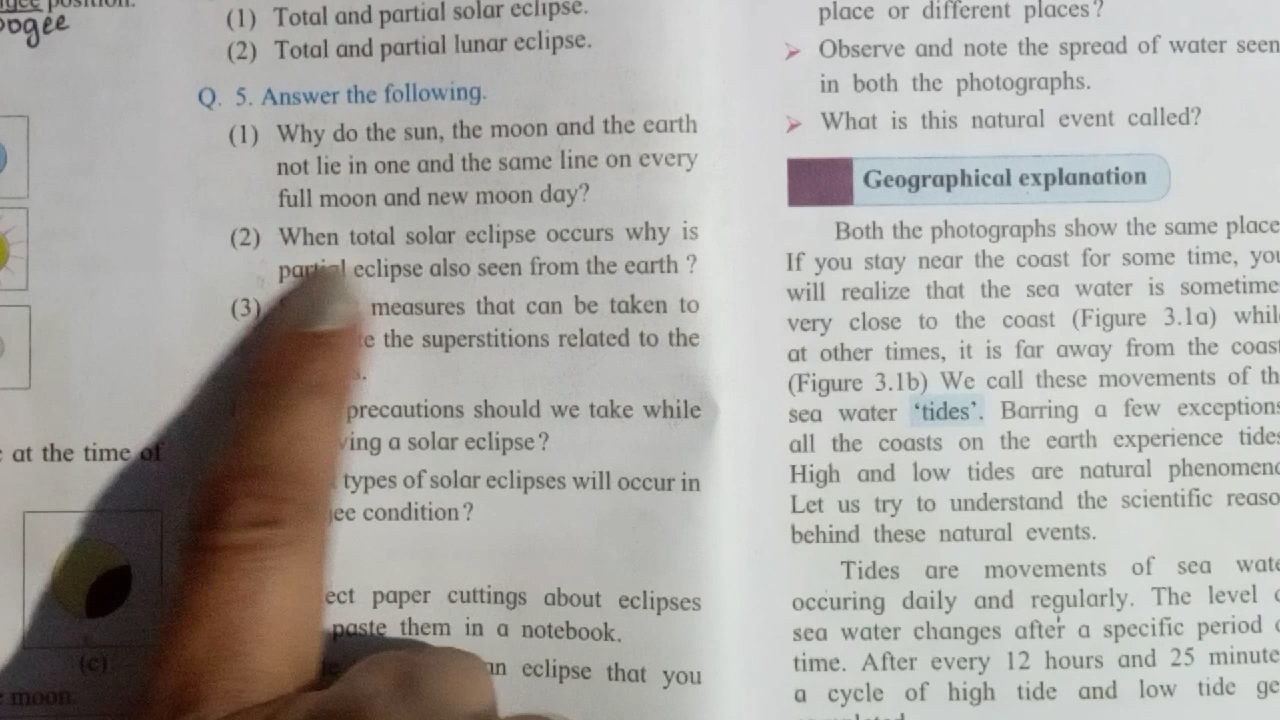 position.
oogee
(1) Total and partial solar eclipse.
(2) Total and partial lunar eclipse.
Q. 5. Answer the following.
(1) Why do the sun, the moon and the earth
not lie in one and the same line on every
full moon and new moon day?
(2) When total solar eclipse occurs why is
partial eclipse also seen from the earth ?
(3) measures that can be taken to
the superstitions related to the
precautions should we take while
ving a solar eclipse?
types of solar eclipses will occur in
ee condition?
ect paper cuttings about eclipses
paste them in a notebook.
an eclipse that you
at the time of
(c)
moon.
place or different places?
➢ Observe and note the spread of water seen
in both the photographs.
➢ What is this natural event called?
Geographical explanation
Both the photographs show the same place
If you stay near the coast for some time, you
will realize that the sea water is sometime
very close to the coast (Figure 3.1a) whil
at other times, it is far away from the coast
(Figure 3.1b) We call these movements of th
sea water ‘tides’. Barring a few exceptions
all the coasts on the earth experience tides
High and low tides are natural phenomena
Let us try to understand the scientific reaso
behind these natural events.
Tides are movements of sea wate
occuring daily and regularly. The level
sea water changes after a specific period
time. After every 12 hours and 25 minute
a cycle of high tide and low tide ge